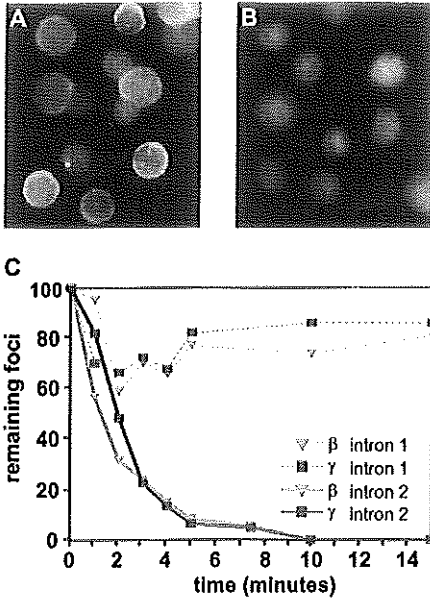 A
B
C
100
80
60
40
20
0
remaining foci
β intron 1
γ intron 1
β intron 2
γ intron 2
0 2 4 6 8 10 12 14
time (minutes)